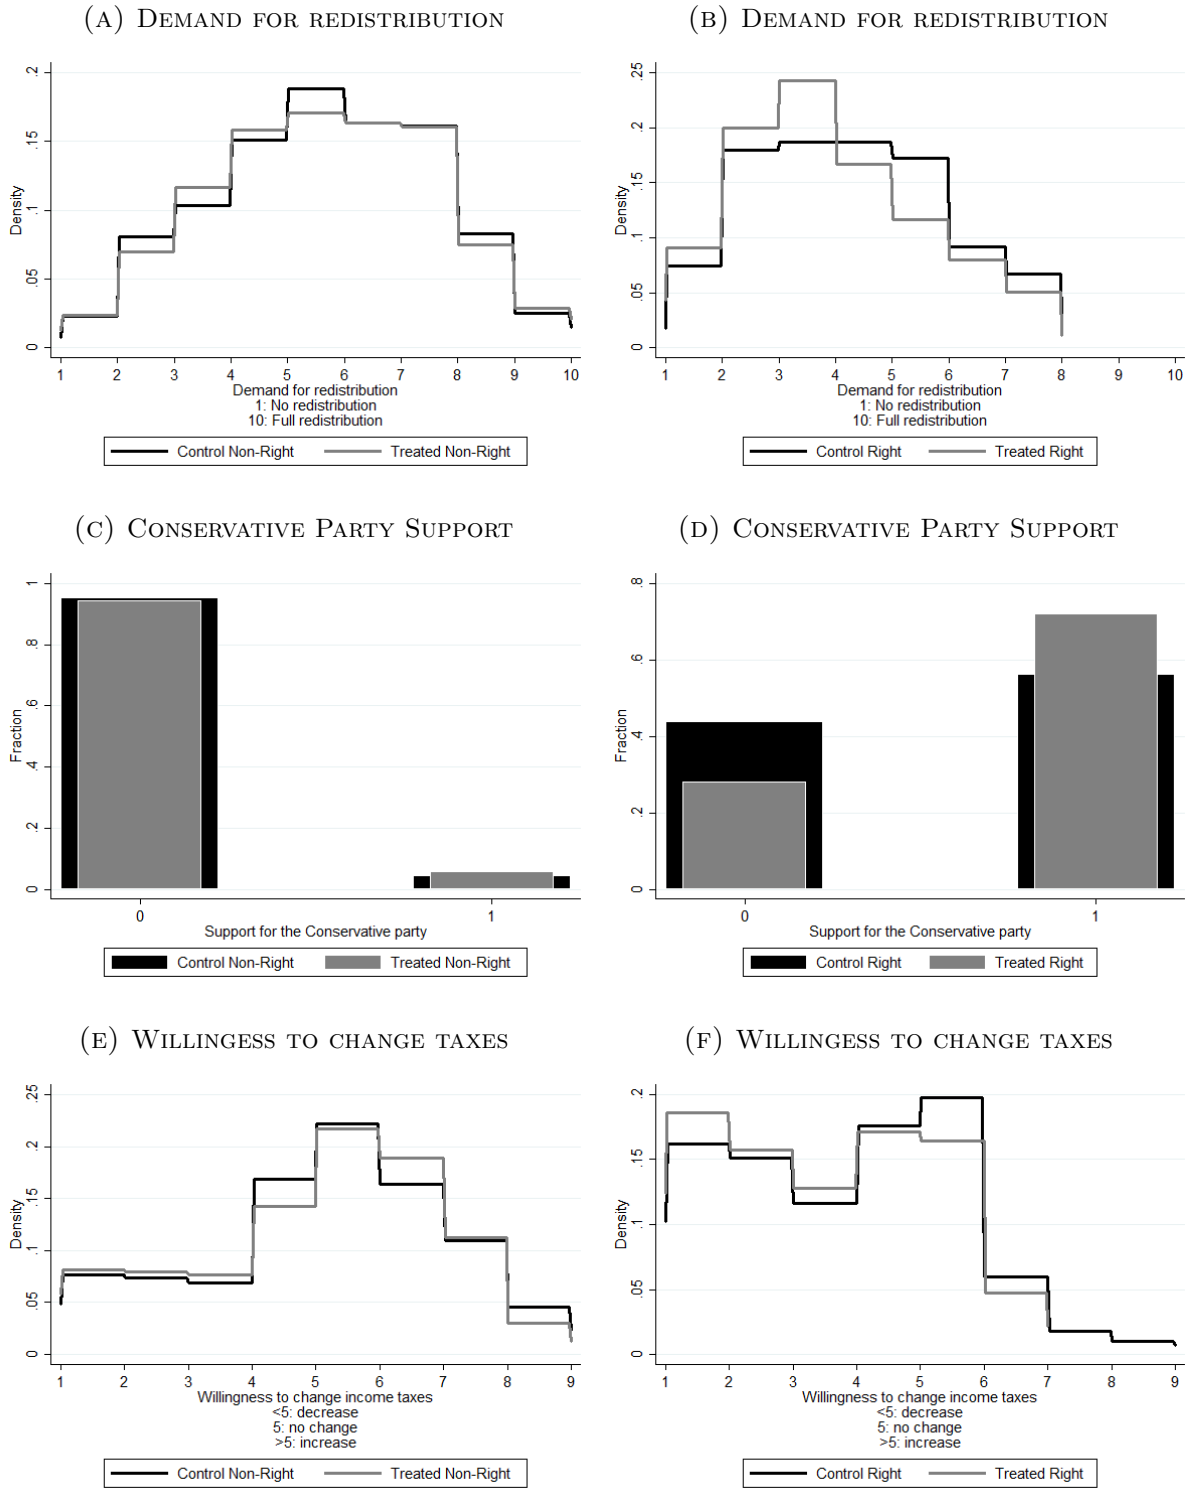 (A) DEMAND FOR REDISTRIBUTION
.2
.15
.1
.05
0
Density
1 2 3 4 5 6 7 8 9 10
Demand for redistribution
1: No redistribution
10: Full redistribution
Control Non-Right Treated Non-Right
(B) DEMAND FOR REDISTRIBUTION
.25
.2
.15
.1
.05
0
Density
1 2 3 4 5 6 7 8 9 10
Demand for redistribution
1: No redistribution
10: Full redistribution
Control Right Treated Right
(C) CONSERVATIVE PARTY SUPPORT
1
.8
.6
.4
.2
0
Fraction
0 1
Support for the Conservative party
Control Non-Right Treated Non-Right
(D) CONSERVATIVE PARTY SUPPORT
.8
.6
.4
.2
0
Fraction
0 1
Support for the Conservative party
Control Right Treated Right
(E) WILLINGESS TO CHANGE TAXES
.25
.2
.15
.1
.05
0
Density
1 2 3 4 5 6 7 8 9
Willingness to change income taxes
<5: decrease
5: no change
>5: increase
Control Non-Right Treated Non-Right
(F) WILLINGESS TO CHANGE TAXES
.2
.15
.1
.05
0
Density
1 2 3 4 5 6 7 8 9
Willingness to change income taxes
<5: decrease
5: no change
>5: increase
Control Right Treated Right